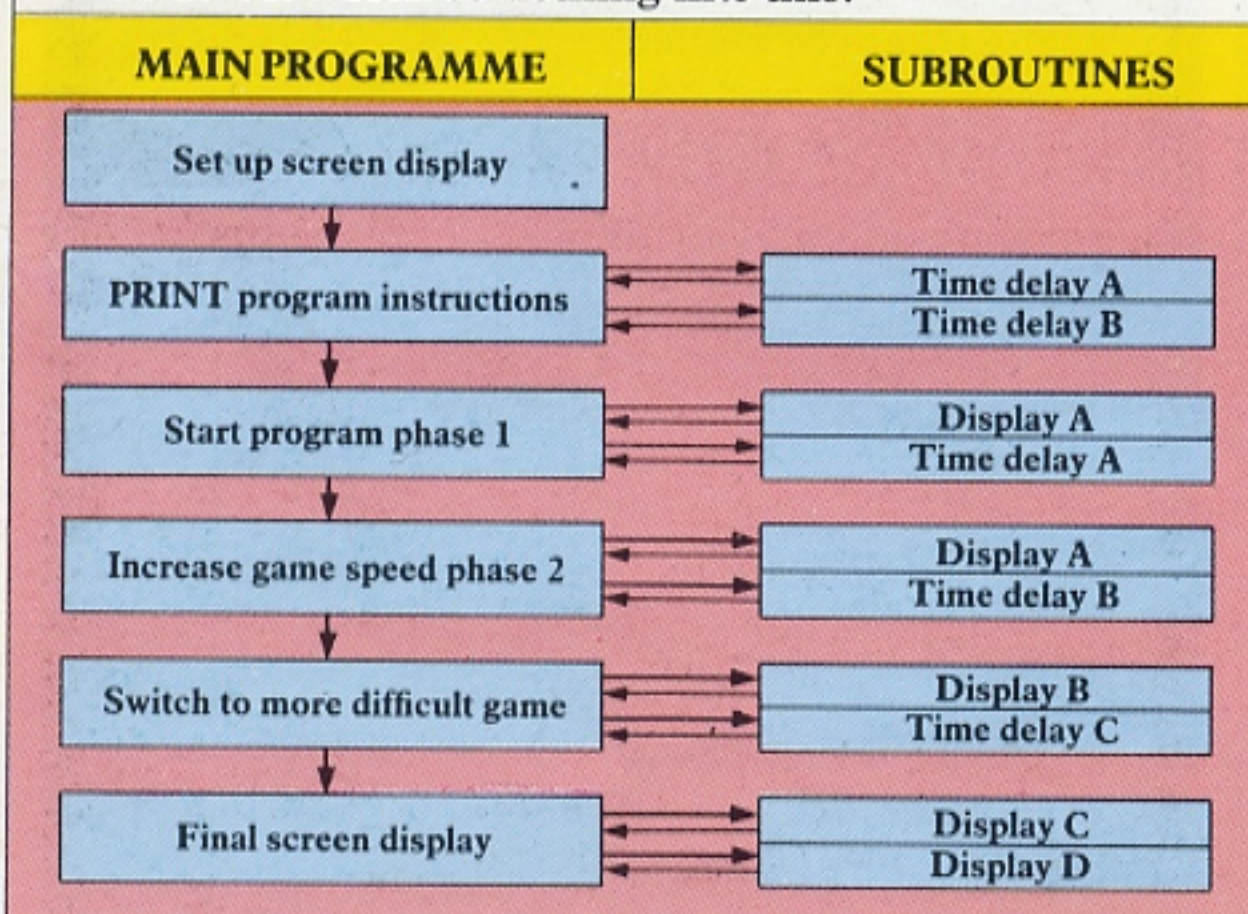 MAIN PROGRAMME
SUBROUTINES
Set up screen display
PRINT program instructions
Time delay A
Time delay B
Start program phase 1
Display A
Time delay A
Increase game speed phase 2
Display A
Time delay B
Switch to more difficult game
Display B
Time delay C
Final screen display
Display C
Display D